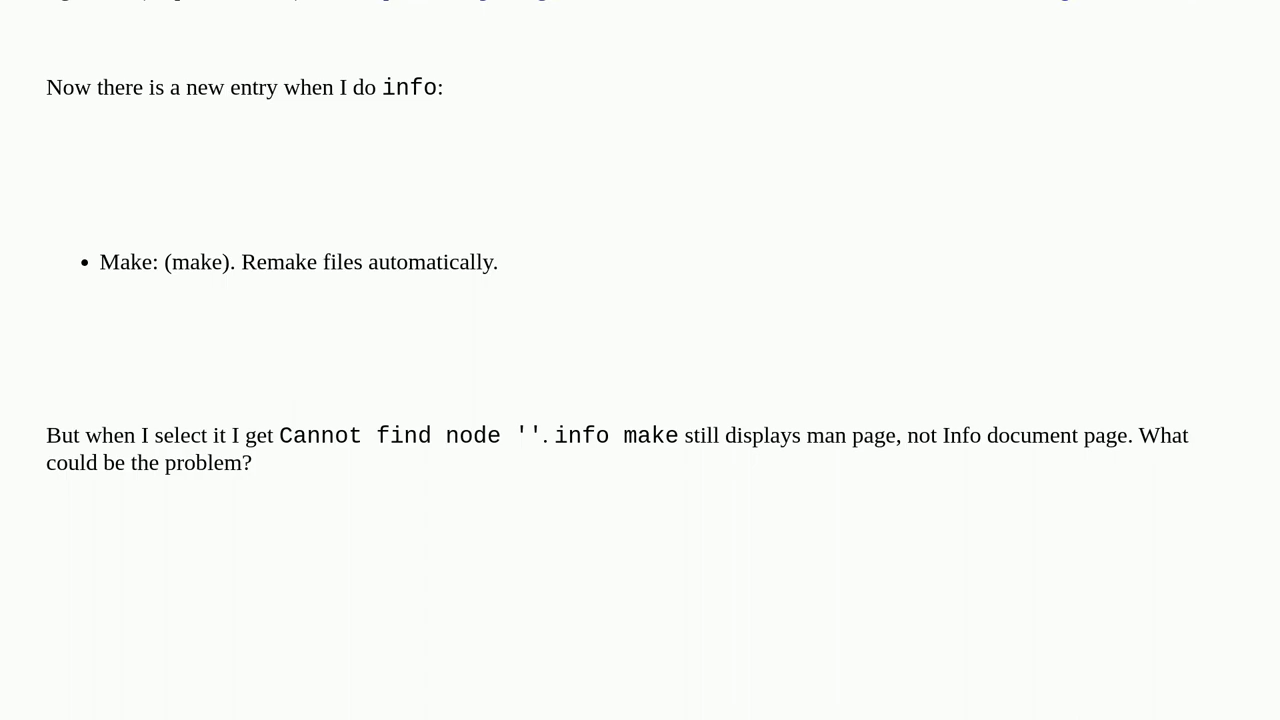 Now there is a new entry when I do info:
• Make: (make). Remake files automatically.
But when I select it I get Cannot find node ''. info make still displays man page, not Info document page. What
could be the problem?